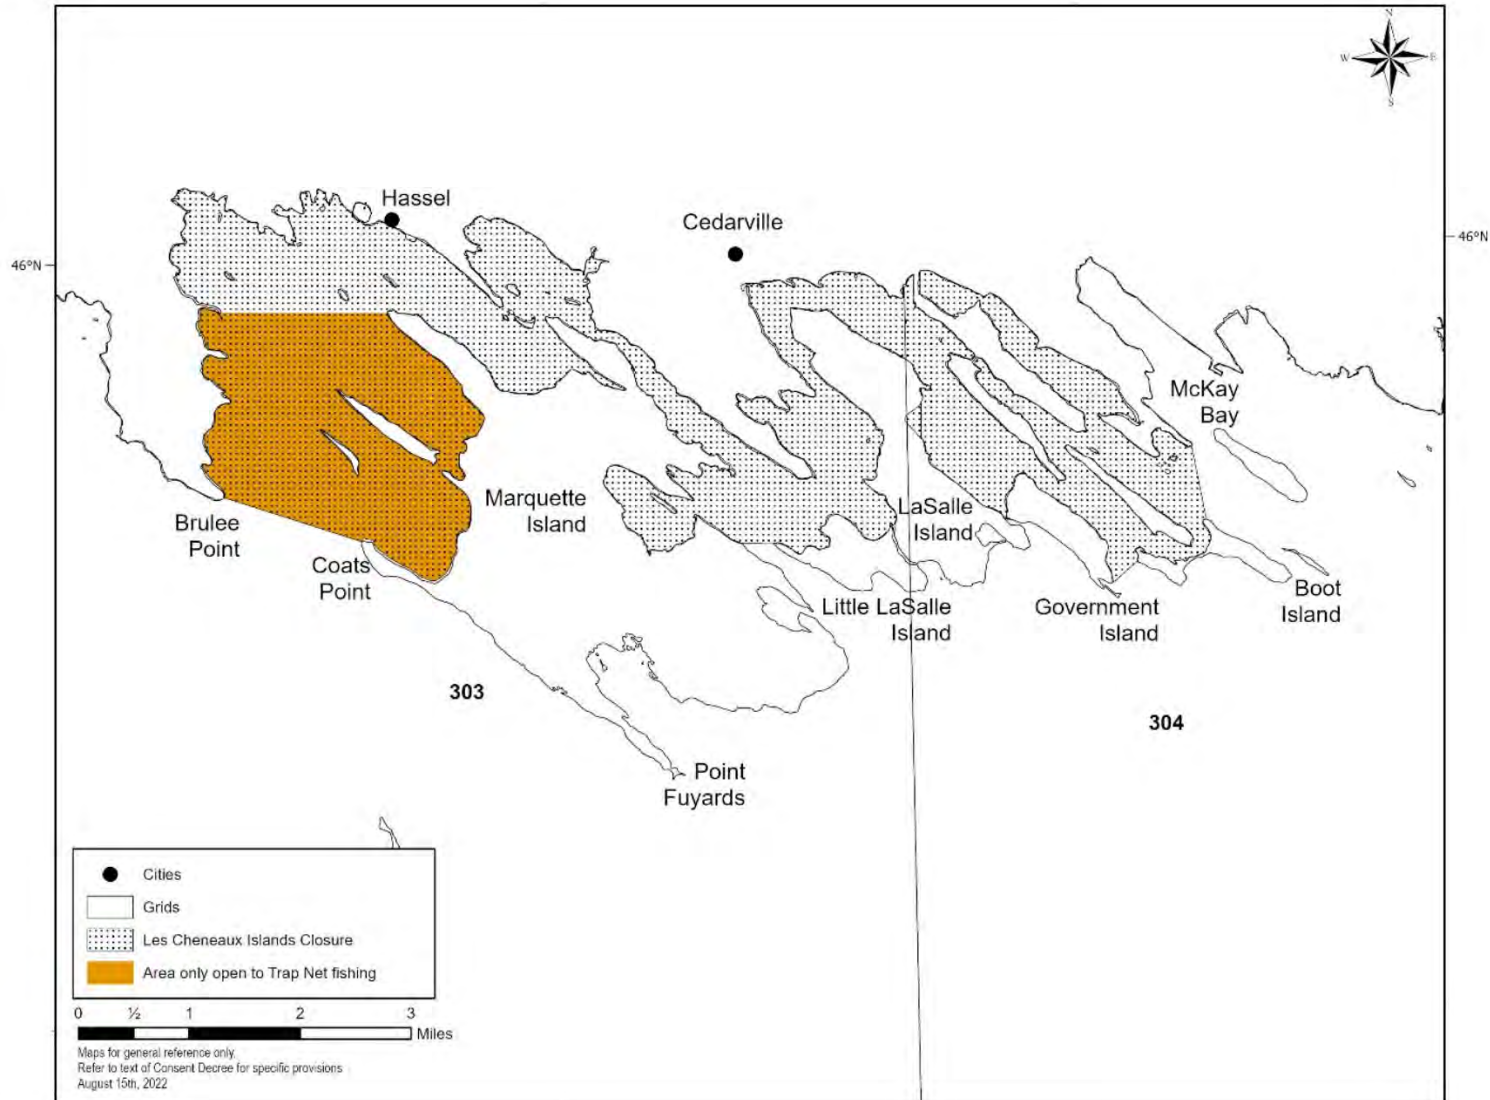 N
W
E
S
Hassel
Cedarville
46°N
46°N
McKay
Bay
Marquette
Island
LaSalle
Island
Brulee
Point
Coats
Point
Little LaSalle
Island
Government
Island
Boot
Island
303
304
Point
Fuyards
Cities
Grids
Les Cheneaux Islands Closure
Area only open to Trap Net fishing
0 ½ 1 2 3
Miles
Maps for general reference only.
Refer to text of Consent Decree for specific provisions
August 15th, 2022